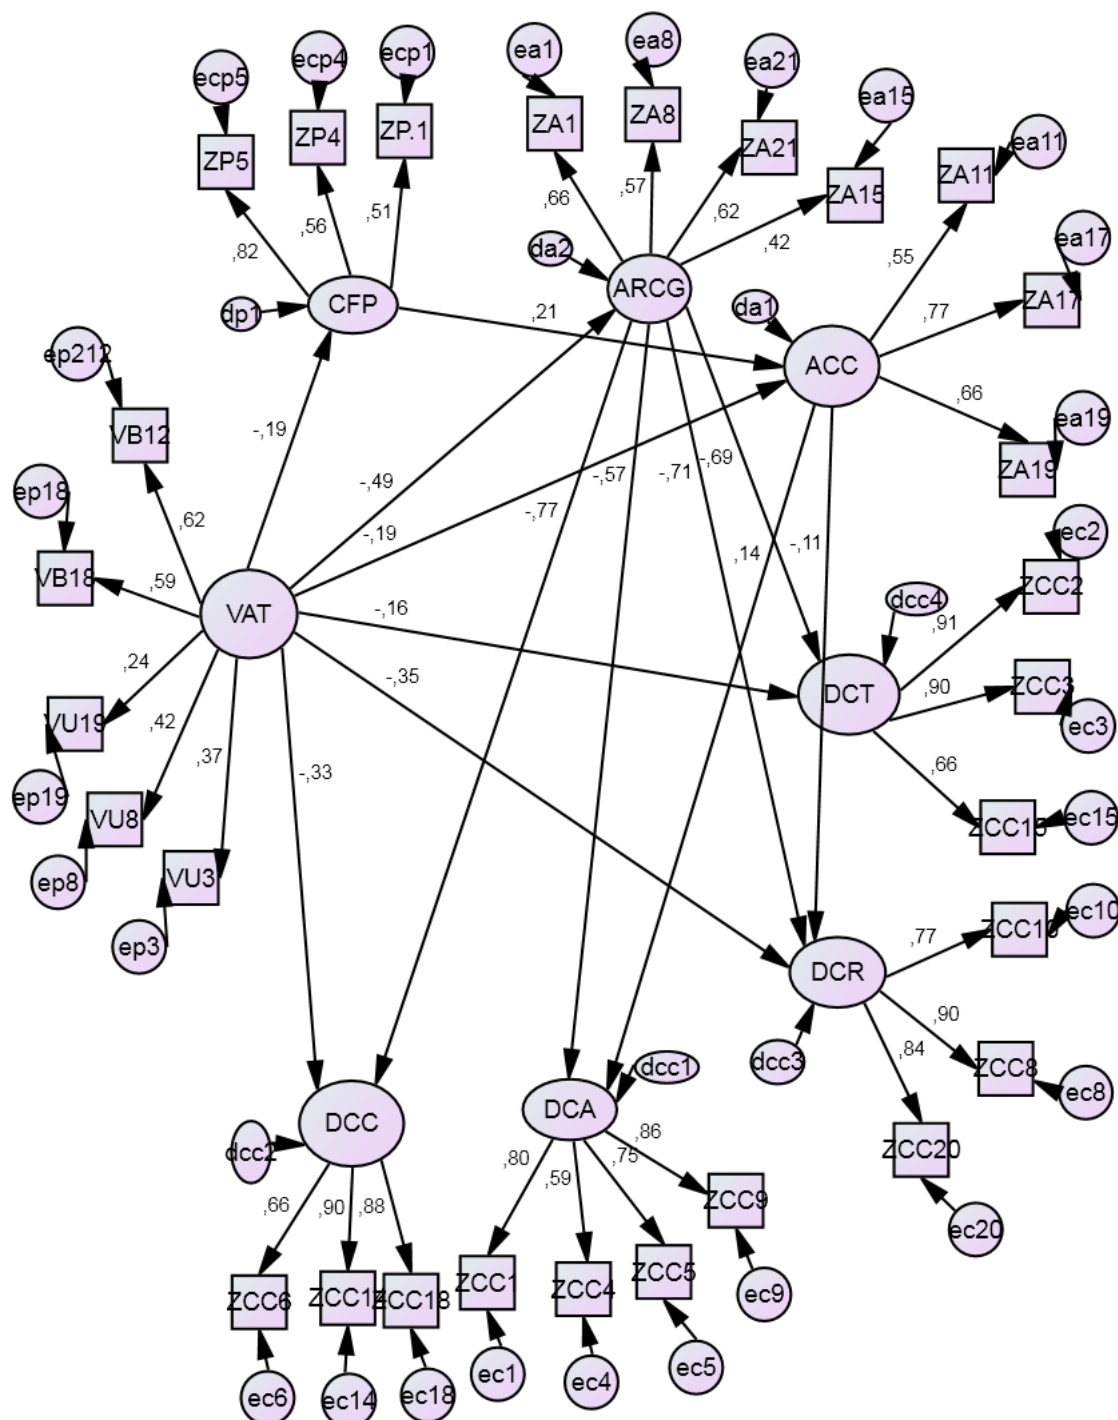 ecp5
ecp4
ecp1
ea1
ea8
ea21
ea15
ea11
ZP5
ZP4
ZP.1
ZA1
ZA8
ZA21
ZA15
ZA11
ea17
ZA17
,82
,56
,51
,66
,57
,62
,42
,55
,77
,66
dp1
CFP
da2
ARCG
da1
ACC
,21
ea19
ZA19
ep212
VB12
-,19
-,49
-,19
-,77
-,57
-,71
-,69
,14
-,11
ep18
VB18
,62
,59
VAT
-,16
-,35
-,33
ec2
ZCC2
dcc4
,91
DCT
,90
ZCC3
ec3
,66
ZCC15
ec15
,24
VU19
ep19
,42
VU8
ep8
,37
VU3
ep3
,77
ec10
DCR
,90
ZCC8
ec8
,84
ZCC20
ec20
dcc3
dcc1
DCC
dcc2
DCA
,66
,90
,88
,80
,59
,75
,86
ZCC9
ec9
ZCC6
ZCC18
ZCC1
ZCC4
ZCC5
ec6
ec14
ec18
ec1
ec4
ec5